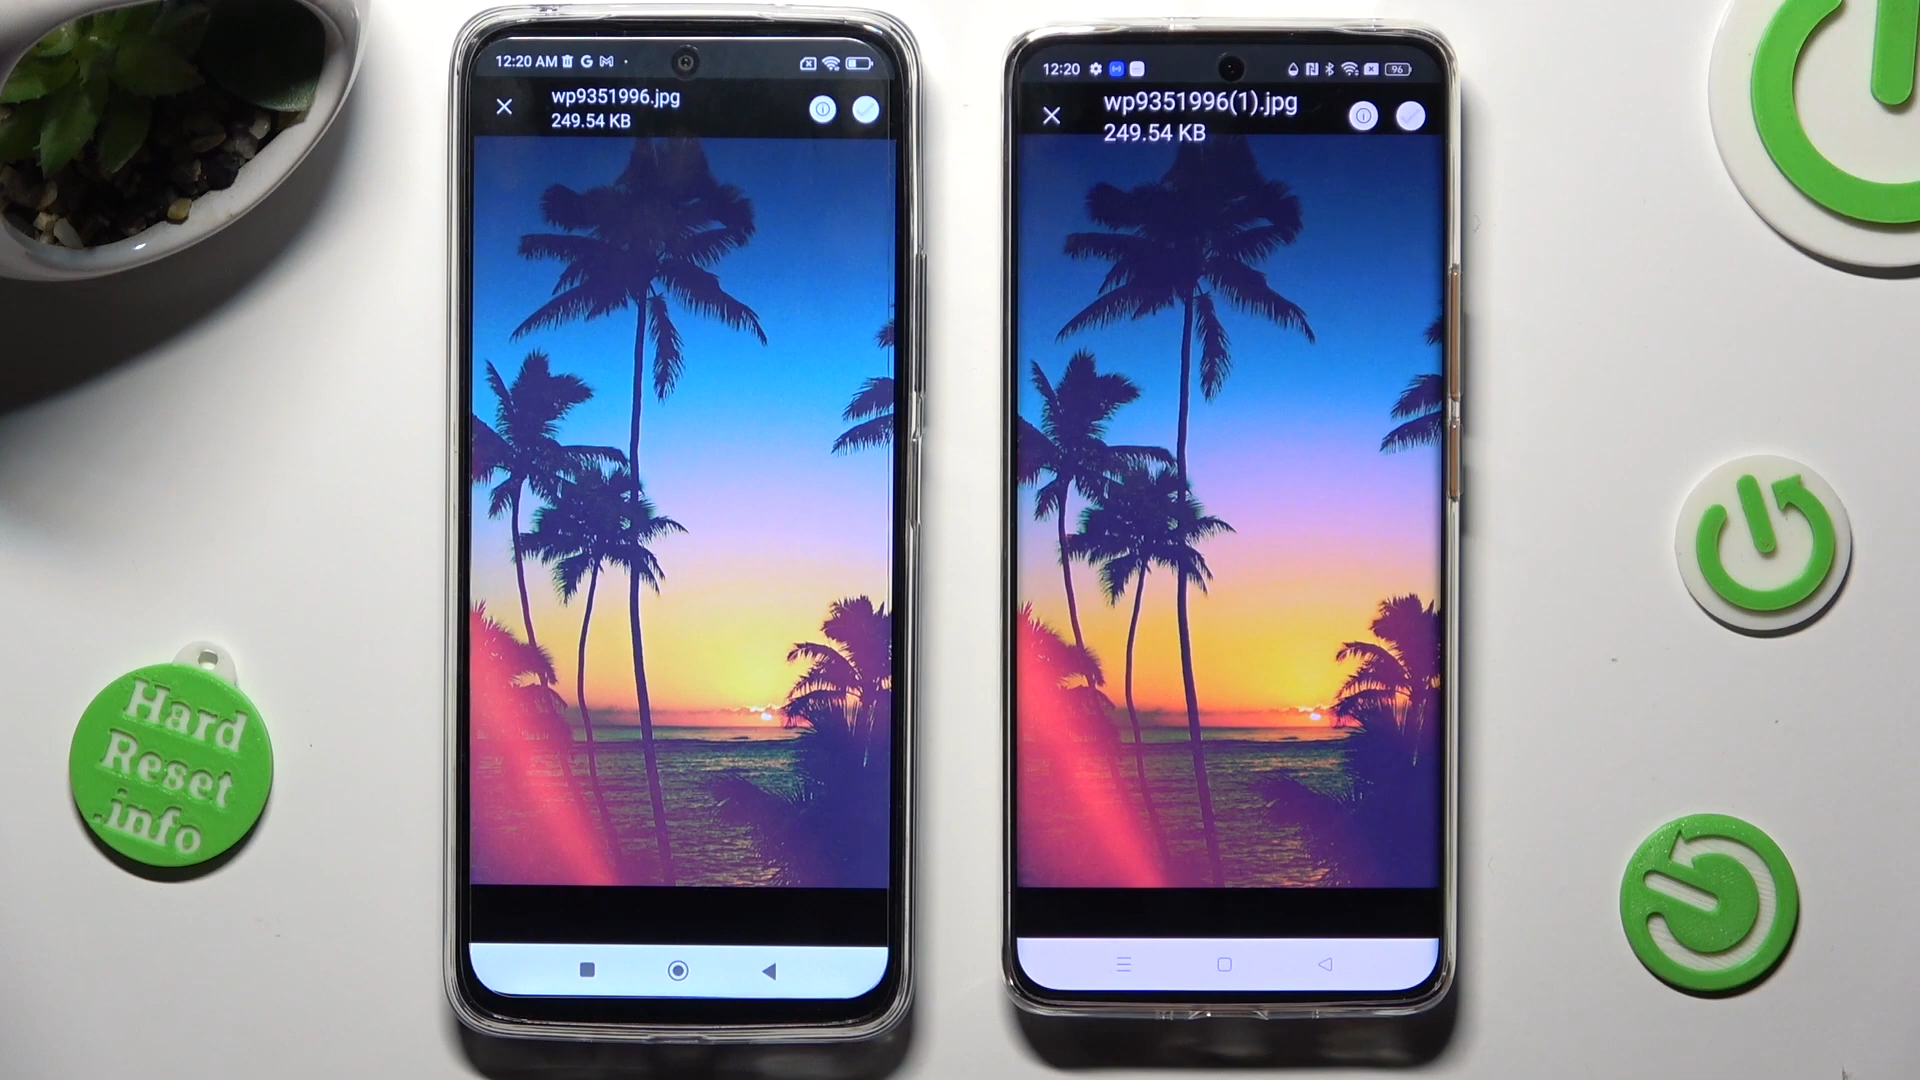 12:20 AM G M
wp9351996.jpg
249.54 KB
12:20 96
wp9351996(1).jpg
249.54 KB
Hard
Reset
.info